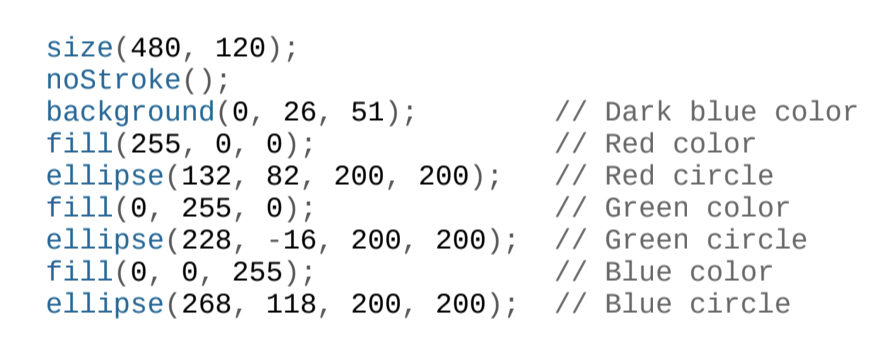 size(480, 120);
noStroke();
background(0, 26, 51); // Dark blue color
fill(255, 0, 0); // Red color
ellipse(132, 82, 200, 200); // Red circle
fill(0, 255, 0); // Green color
ellipse(228, -16, 200, 200); // Green circle
fill(0, 0, 255); // Blue color
ellipse(268, 118, 200, 200); // Blue circle